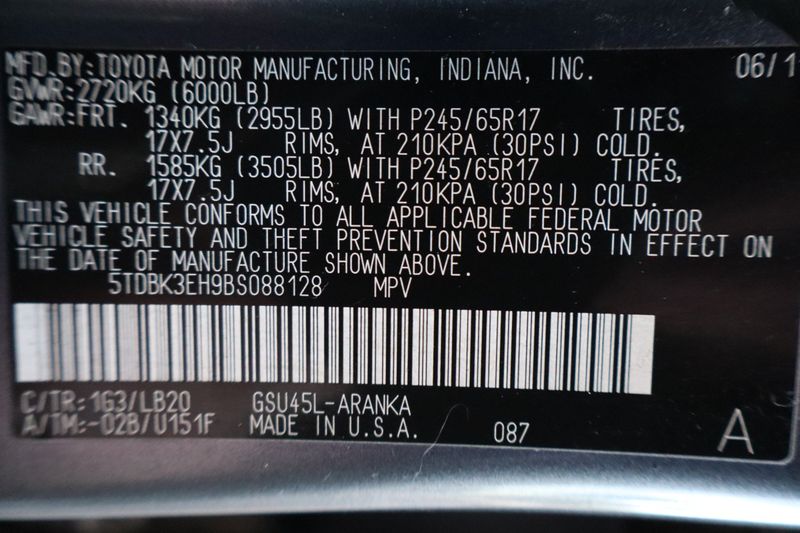 MFD.BY:TOYOTA MOTOR MANUFACTURING, INDIANA, INC. 06/1
GVWR:2720KG (6000LB)
GAWR:FRT. 1340KG (2955LB) WITH P245/65R17 TIRES,
17X7.5J RIMS, AT 210KPA (30PSI) COLD.
RR. 1585KG (3505LB) WITH P245/65R17 TIRES,
17X7.5J RIMS, AT 210KPA (30PSI) COLD.
THIS VEHICLE CONFORMS TO ALL APPLICABLE FEDERAL MOTOR
VEHICLE SAFETY AND THEFT PREVENTION STANDARDS IN EFFECT ON
THE DATE OF MANUFACTURE SHOWN ABOVE.
5TDBK3EH9BS088128 MPV
C/TR:1G3/LB20 GSU45L-ARANKA
A/TM:-02B/U151F MADE IN U.S.A. 087 A